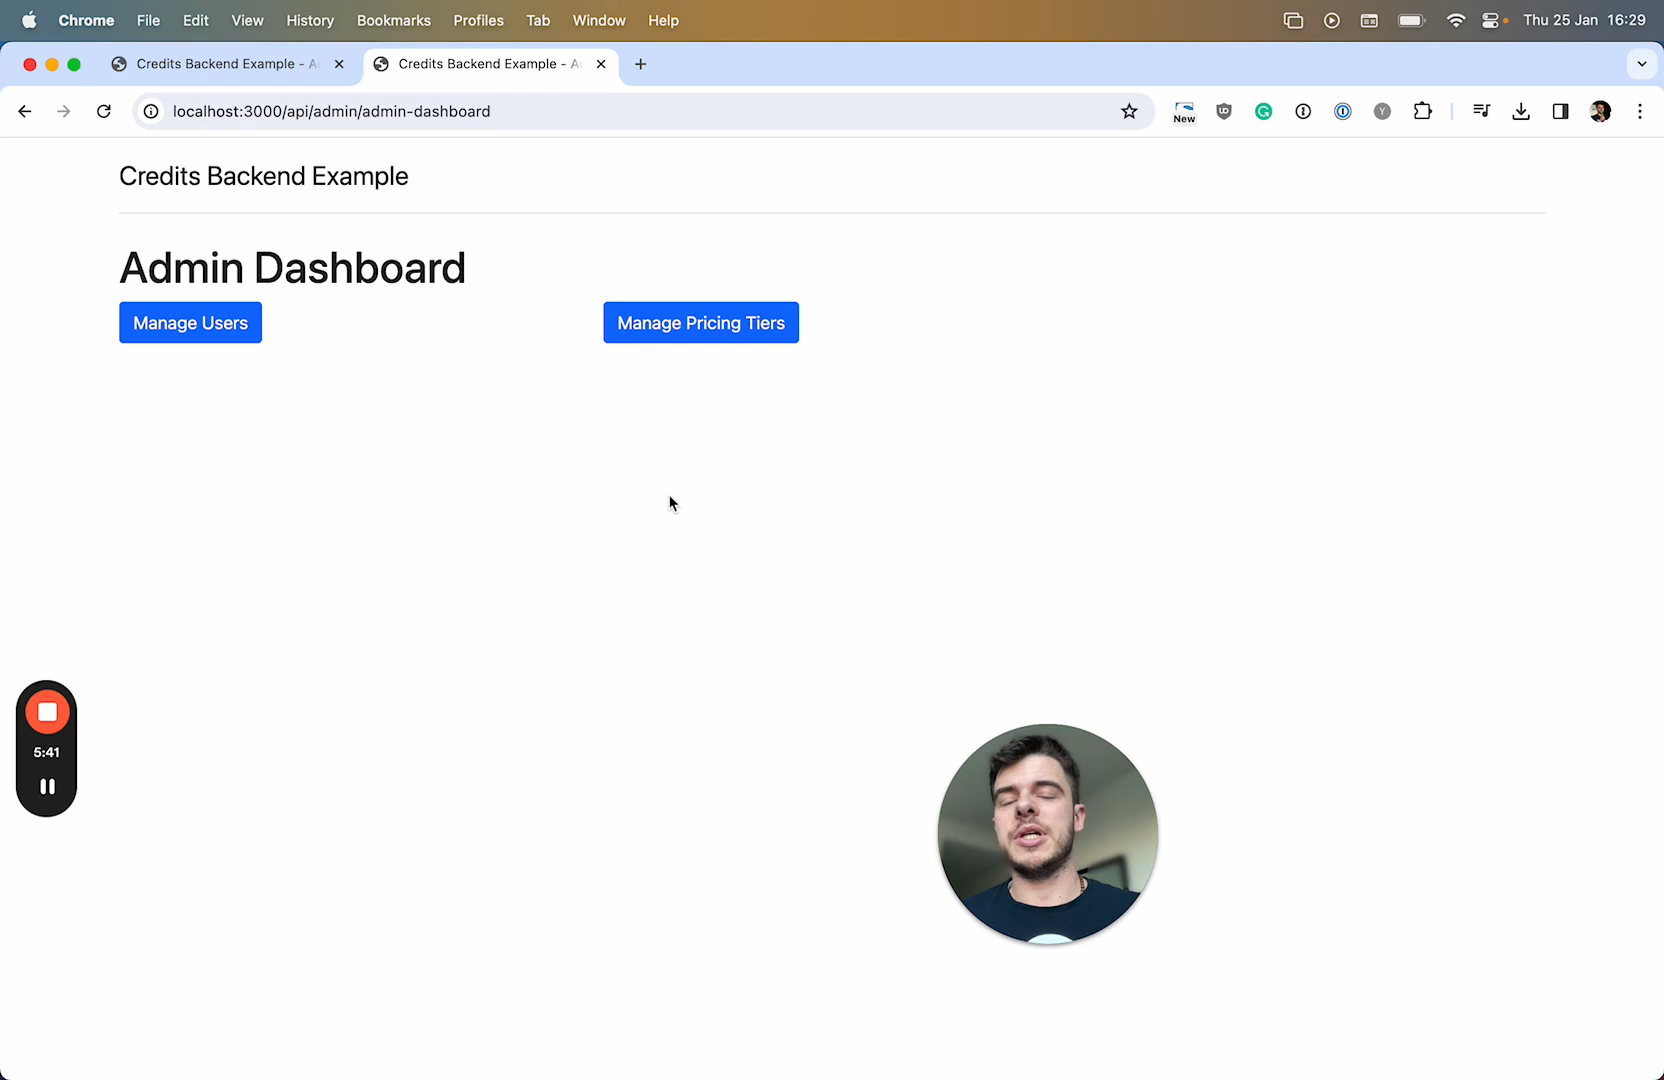 Chrome File Edit View History Bookmarks Profiles Tab Window Help Thu 25 Jan 16:29
Credits Backend Example - A Credits Backend Example - A
localhost:3000/api/admin/admin-dashboard New
Credits Backend Example
Admin Dashboard
Manage Users Manage Pricing Tiers
5:41